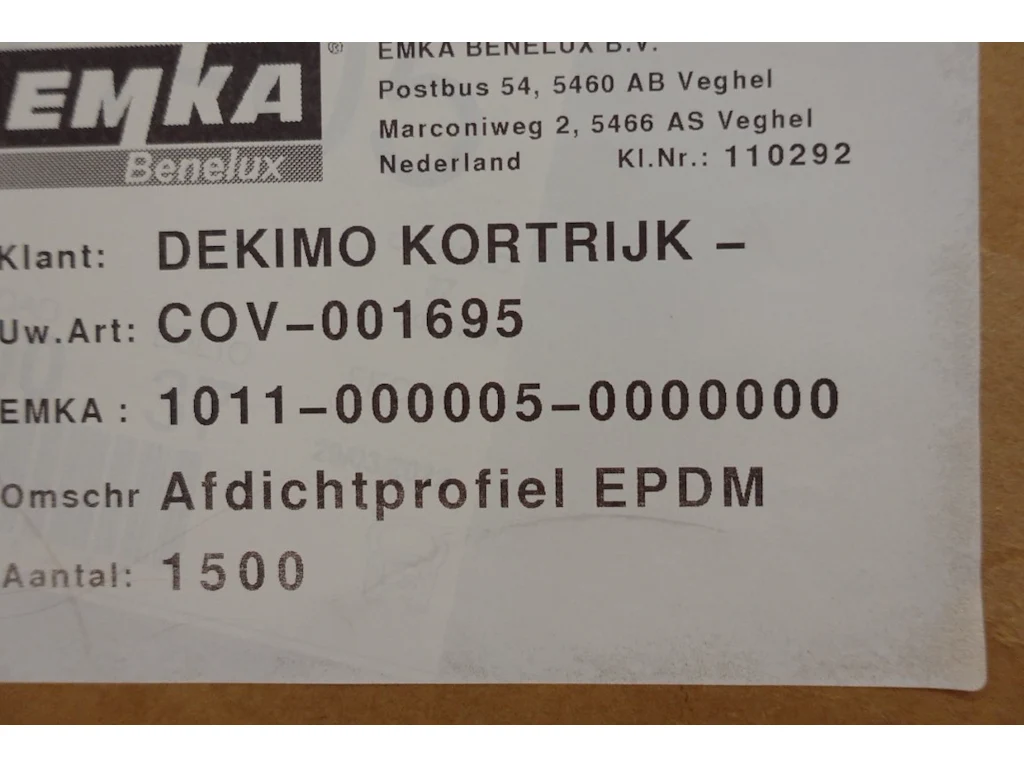 EMKA ®
Benelux
EMKA BENELUX B.V.
Postbus 54, 5460 AB Veghel
Marconiweg 2, 5466 AS Veghel
Nederland Kl.Nr.: 110292
Klant: DEKIMO KORTRIJK –
Uw.Art: COV–001695
EMKA : 1011–000005–0000000
Omschr Afdichtprofiel EPDM
Aantal: 1500